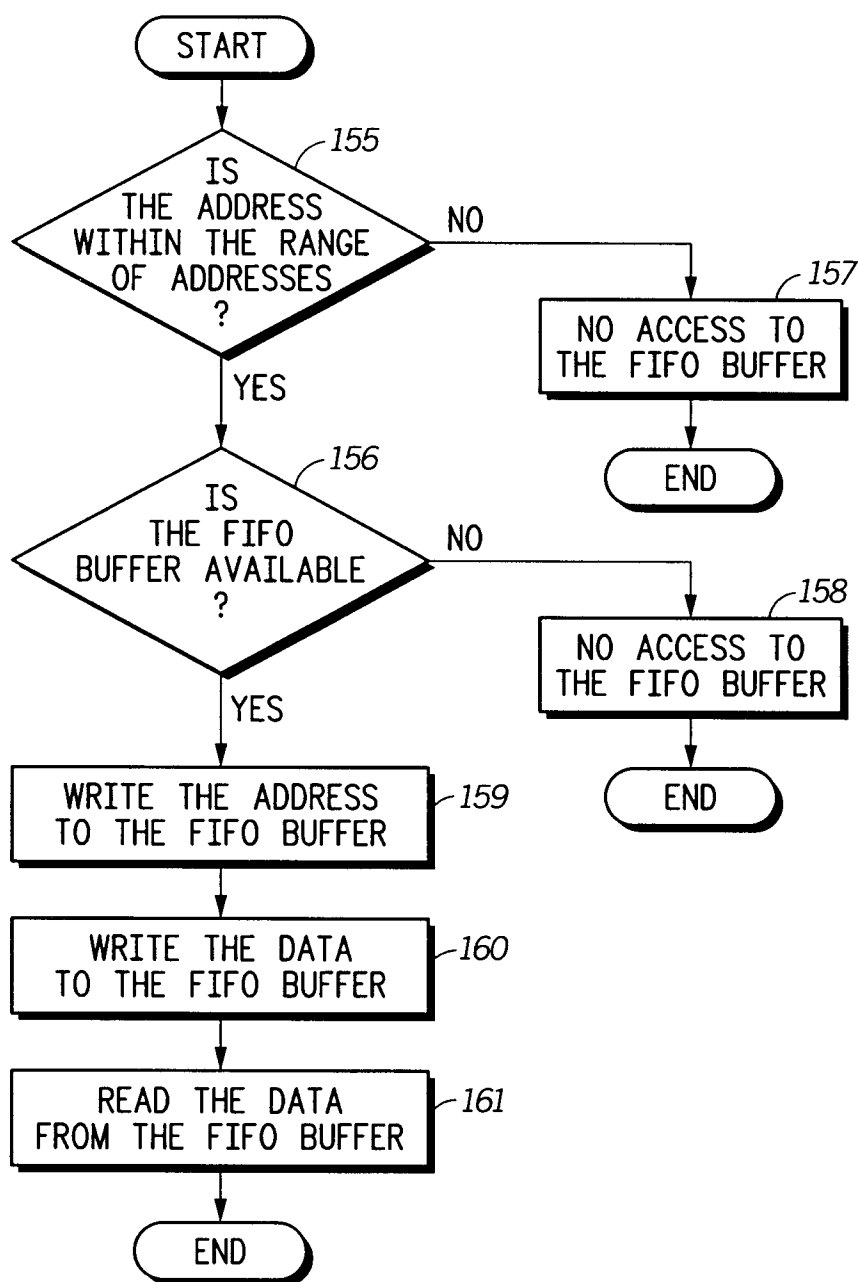 START
155
IS
THE ADDRESS
WITHIN THE RANGE
OF ADDRESSES
?
NO
157
NO ACCESS TO
THE FIFO BUFFER
YES
END
156
IS
THE FIFO
BUFFER AVAILABLE
?
NO
158
NO ACCESS TO
THE FIFO BUFFER
YES
END
WRITE THE ADDRESS
TO THE FIFO BUFFER
159
WRITE THE DATA
TO THE FIFO BUFFER
160
READ THE DATA
FROM THE FIFO BUFFER
161
END